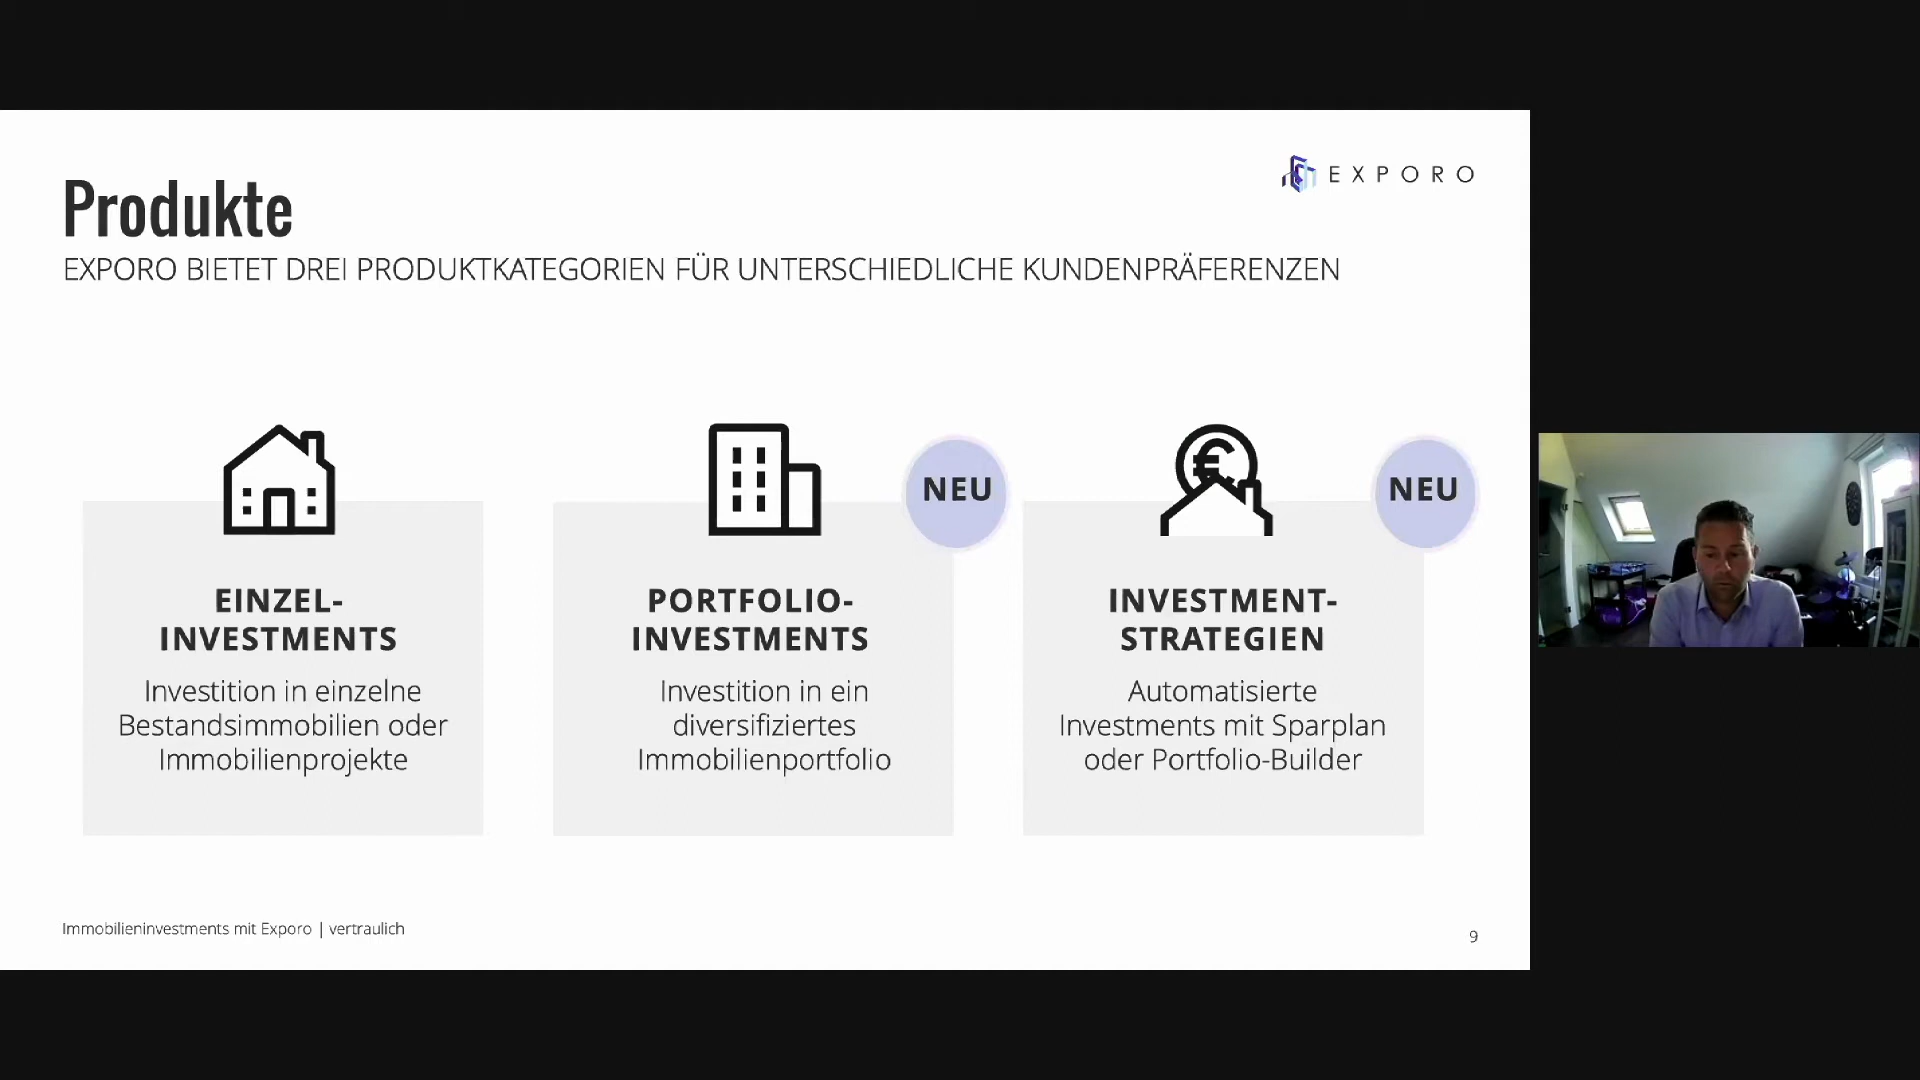 EXPORO
Produkte
EXPORO BIETET DREI PRODUKTKATEGORIEN FÜR UNTERSCHIEDLICHE KUNDENPRÄFERENZEN
EINZEL-
INVESTMENTS
Investition in einzelne
Bestandsimmobilien oder
Immobilienprojekte
NEU
PORTFOLIO-
INVESTMENTS
Investition in ein
diversifiziertes
Immobilienportfolio
NEU
INVESTMENT-
STRATEGIEN
Automatisierte
Investments mit Sparplan
oder Portfolio-Builder
Immobilieninvestments mit Exporo | vertraulich
9